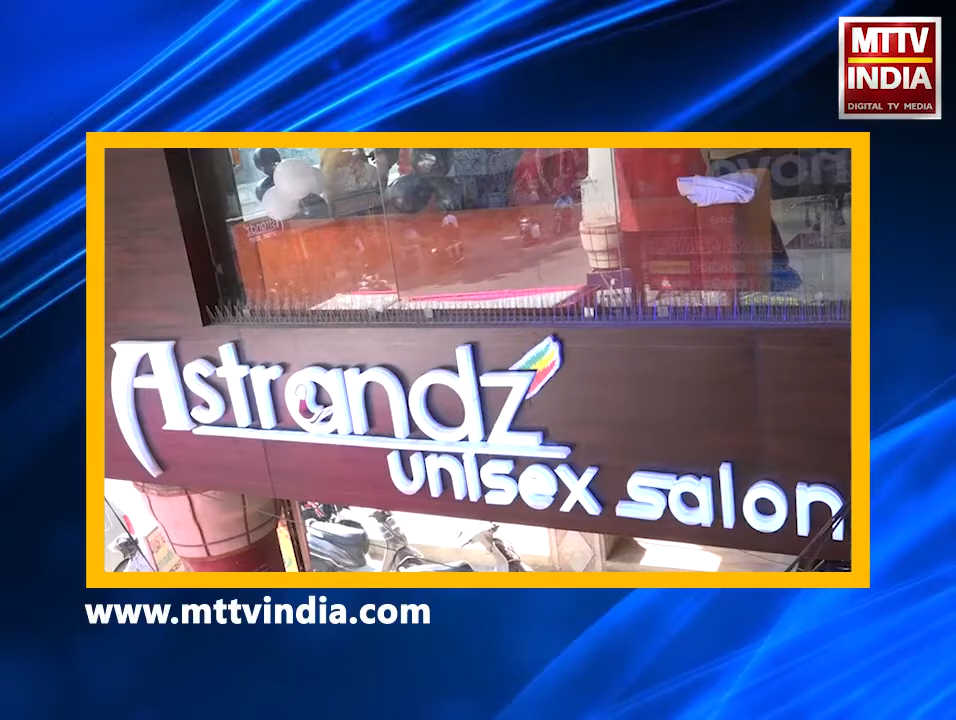 MTTV
INDIA
DIGITAL TV MEDIA
Astrandz
unisex salon
www.mttvindia.com